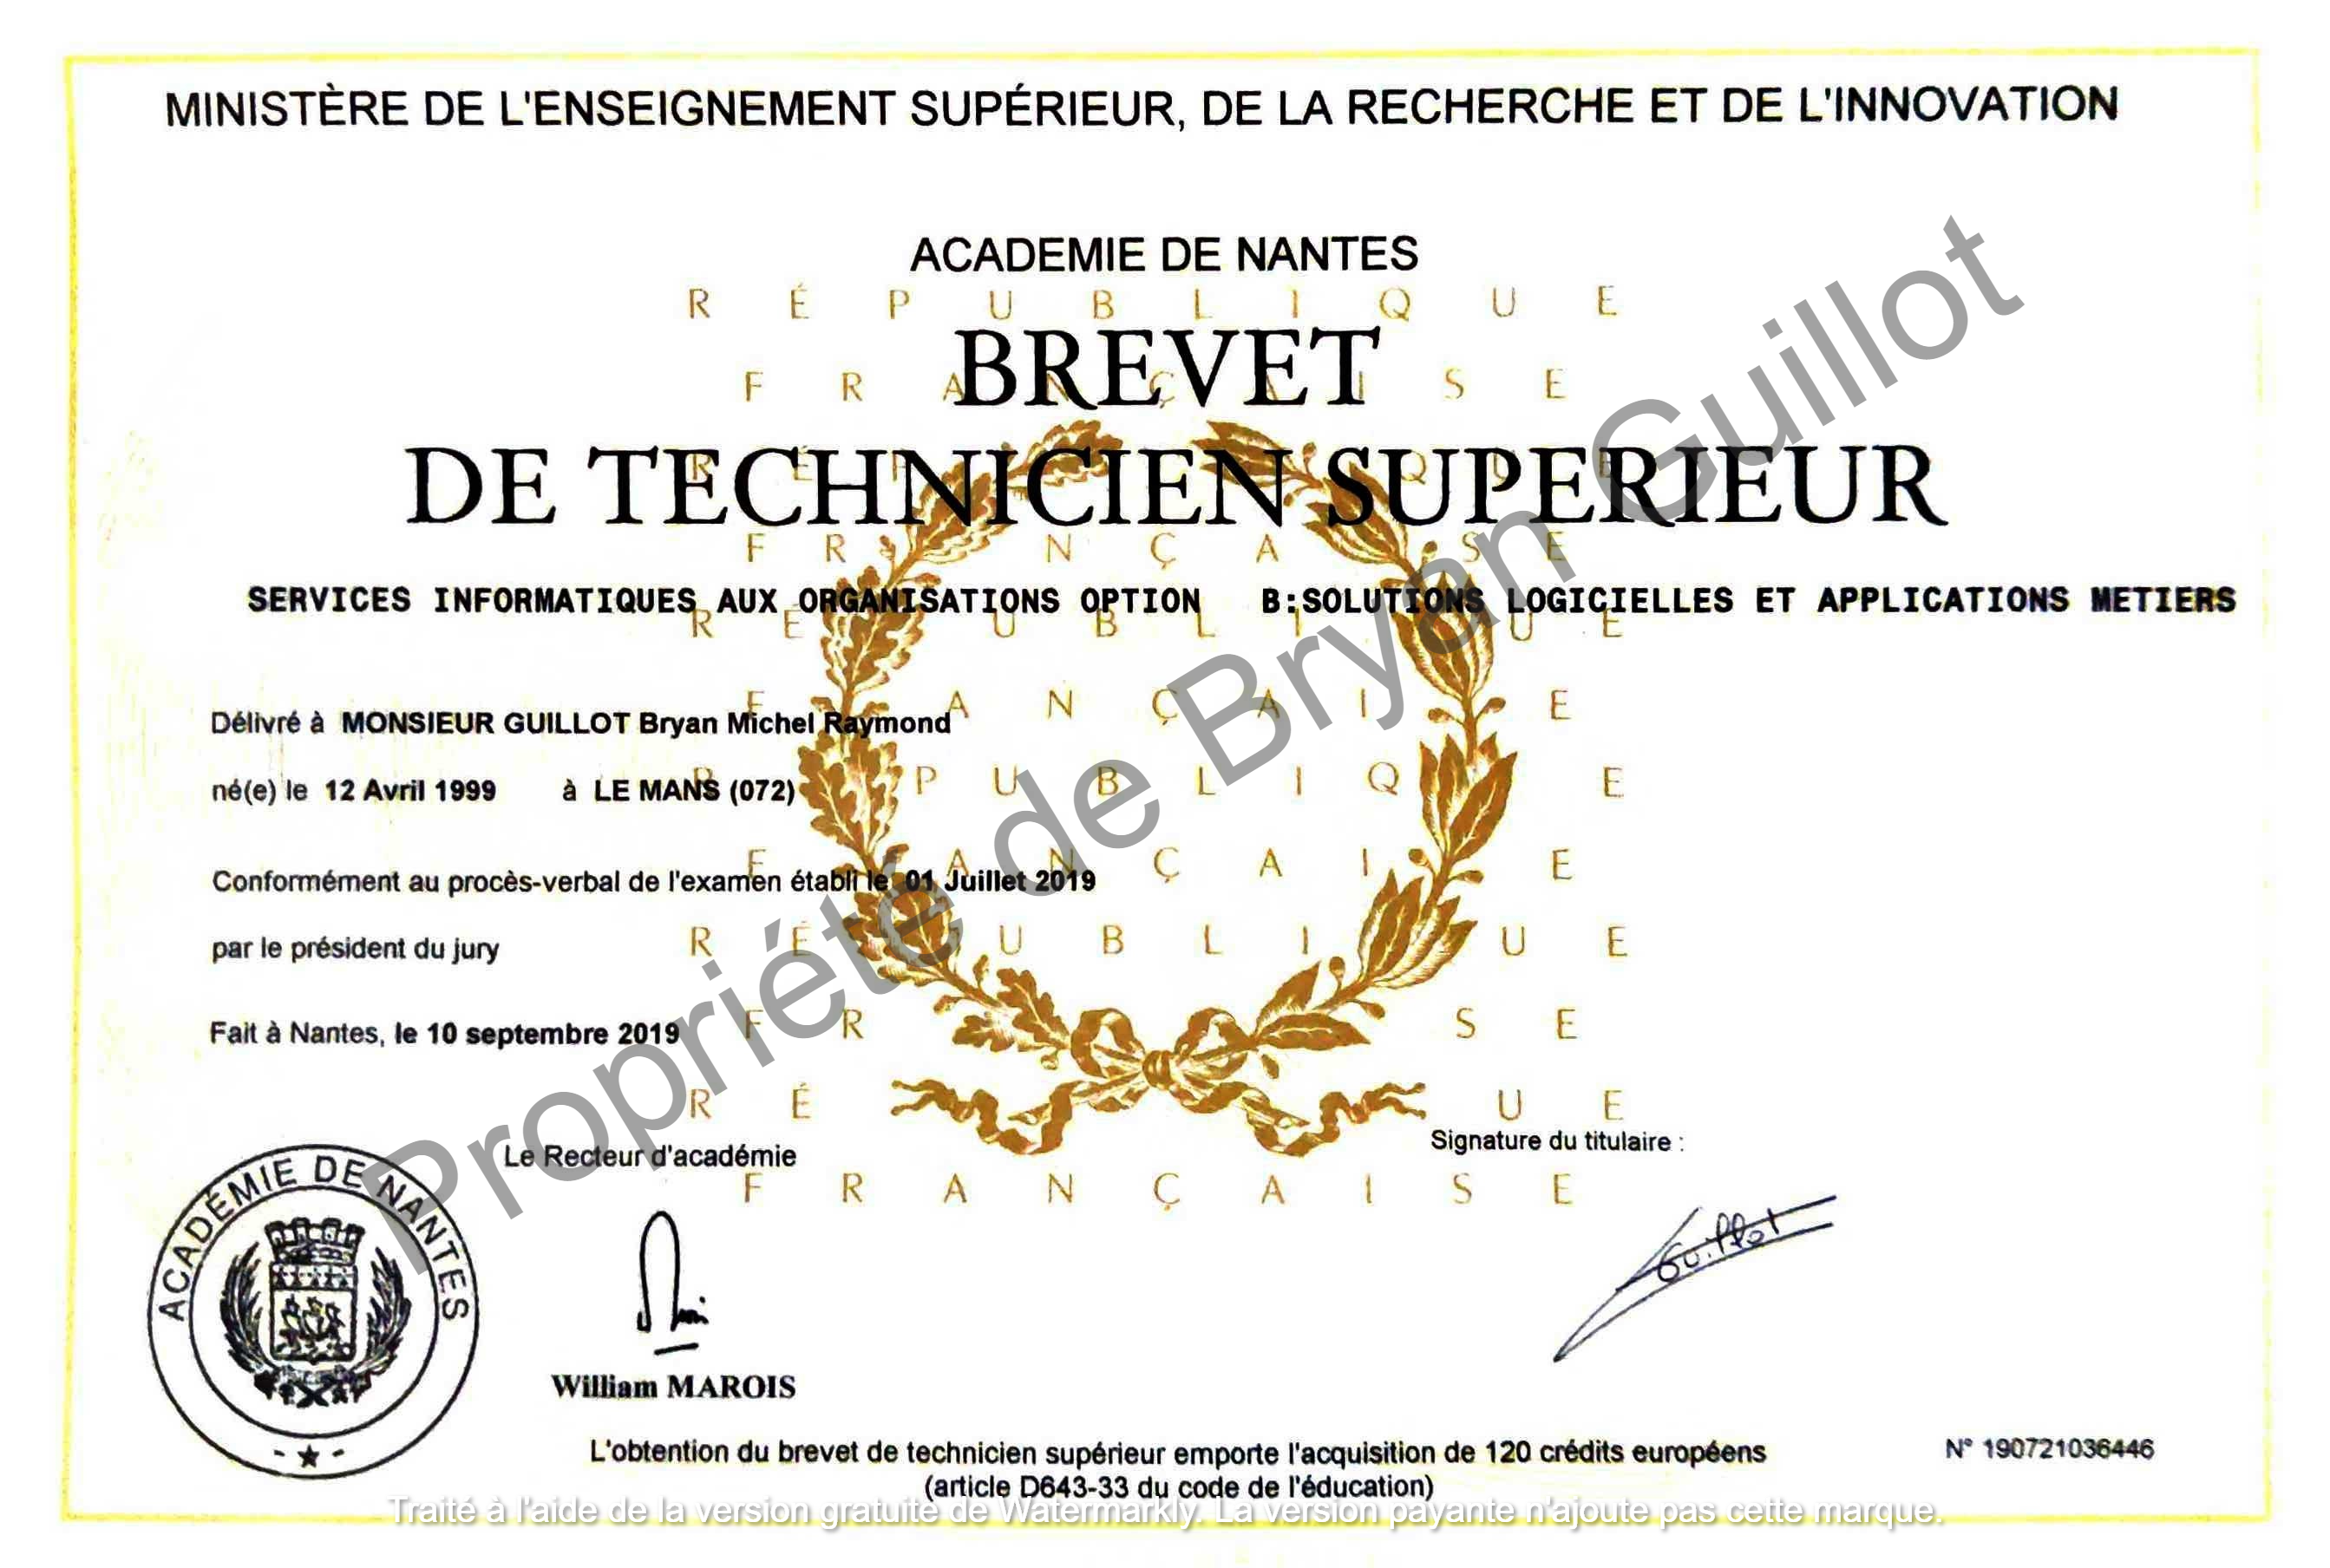 MINISTÈRE DE L'ENSEIGNEMENT SUPÉRIEUR, DE LA RECHERCHE ET DE L'INNOVATION
ACADEMIE DE NANTES
RÉPUBLIQUE
BREVET
FRANÇAISE
DE TECHNICIEN SUPERIEUR
SERVICES INFORMATIQUES AUX ORGANISATIONS OPTION B:SOLUTIONS LOGICIELLES ET APPLICATIONS METIERS
Délivré à MONSIEUR GUILLOT Bryan Michel Raymond
né(e) le 12 Avril 1999 à LE MANS (072)
Conformément au procès-verbal de l'examen établi le 01 Juillet 2019
par le président du jury
Fait à Nantes, le 10 septembre 2019
Propriété de Bryan Guillot
Le Recteur d'académie
Signature du titulaire :
FRANÇAISE
ACADÉMIE DE NANTES
Guillot
William MAROIS
L'obtention du brevet de technicien supérieur emporte l'acquisition de 120 crédits européens
(article D643-33 du code de l'éducation)
N° 190721036446
Traité à l'aide de la version gratuite de Watermarkly. La version payante n'ajoute pas cette marque.